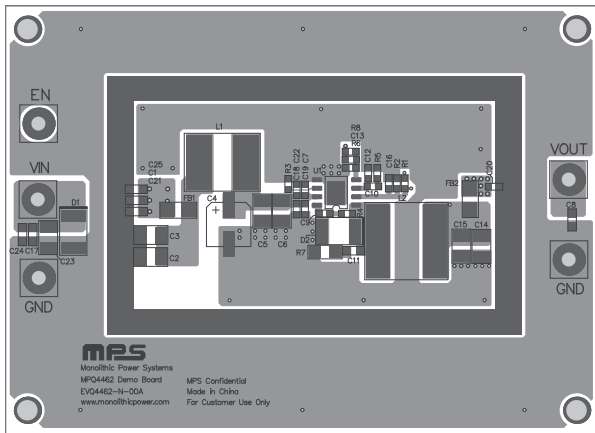 EN
VIN
GND
VOUT
GND
L1
R8
C13
R6
U1
C22
C7
C18
C19
R3
C12
R5
C10
C16
R2
R1
L2
FB2
C20
C8
C25
C1
C21
D1
FB1
C4
C3
C2
C5
C6
C9
D2
R7
C11
C15
C14
C24
C17
C23
MPS
Monolithic Power Systems
MPQ4462 Demo Board
EVQ4462-N-00A
www.monolithicpower.com
MPS Confidential
Made in China
For Customer Use Only